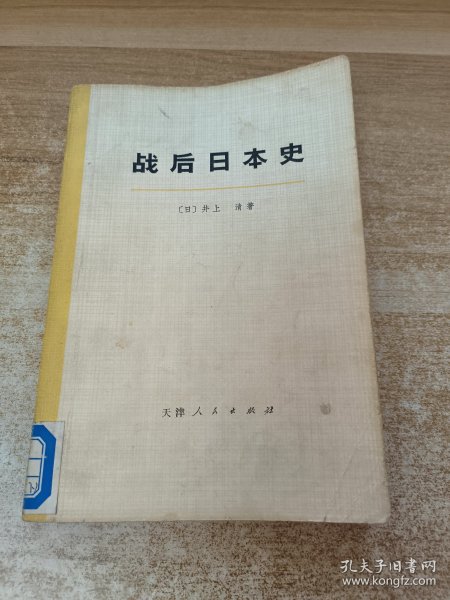 战后日本史
〔日〕井上 清著
天津人民出版社
孔夫子旧书网
www.kongfz.com